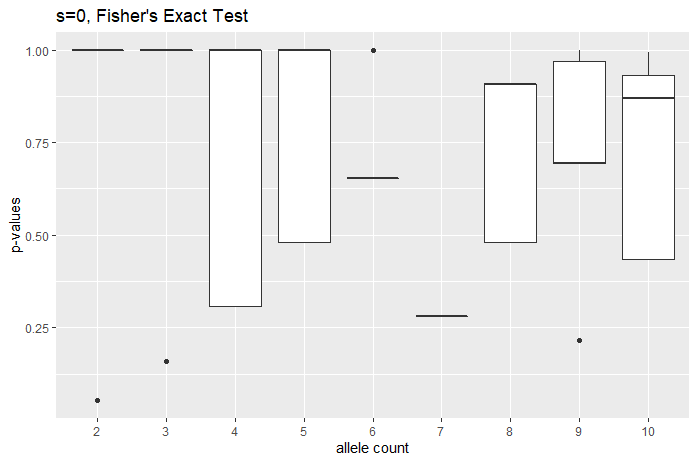 s=0, Fisher's Exact Test
p-values
1.00
0.75
0.50
0.25
2 3 4 5 6 7 8 9 10
allele count